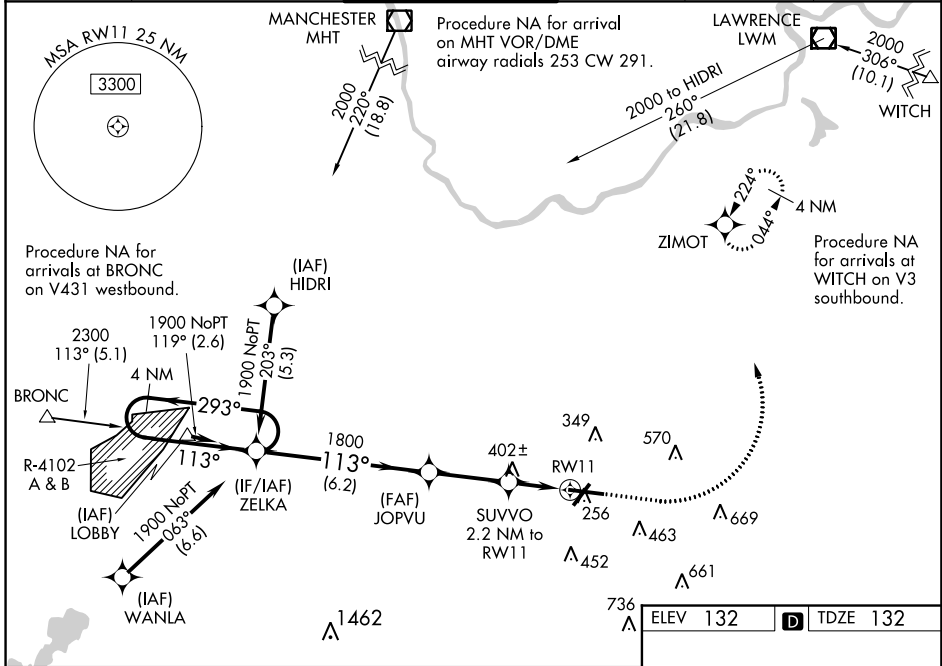 MSA RW11 25 NM
3300
MANCHESTER
MHT
Procedure NA for arrival
on MHT VOR/DME
airway radials 253 CW 291.
LAWRENCE
LWM
2000
306°
(10.1)
WITCH
2000
220°
(18.8)
2000 to HIDRI
260°
(21.8)
224°
044°
4 NM
ZIMOT
Procedure NA
for arrivals at
WITCH on V3
southbound.
Procedure NA for
arrivals at BRONC
on V431 westbound.
(IAF)
HIDRI
2300
113° (5.1)
1900 NoPT
119° (2.6)
1900 NoPT
203°
(5.3)
4 NM
BRONC
293°
113°
R-4102
A & B
(IAF)
LOBBY
(IF/IAF)
ZELKA
1800
113°
(6.2)
(FAF)
JOPVU
402±
SUVVO
2.2 NM to
RW11
349
RW11
570
256
463
669
452
661
1900 NoPT
063°
(6.6)
(IAF)
WANLA
1462
736
ELEV 132 D TDZE 132